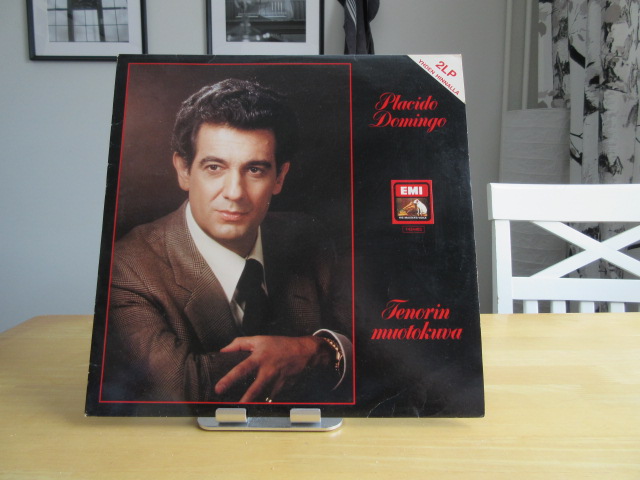 Placido
Domingo
2LP
YHDEN HINNALLA
EMI
Tenorin
muotokuva